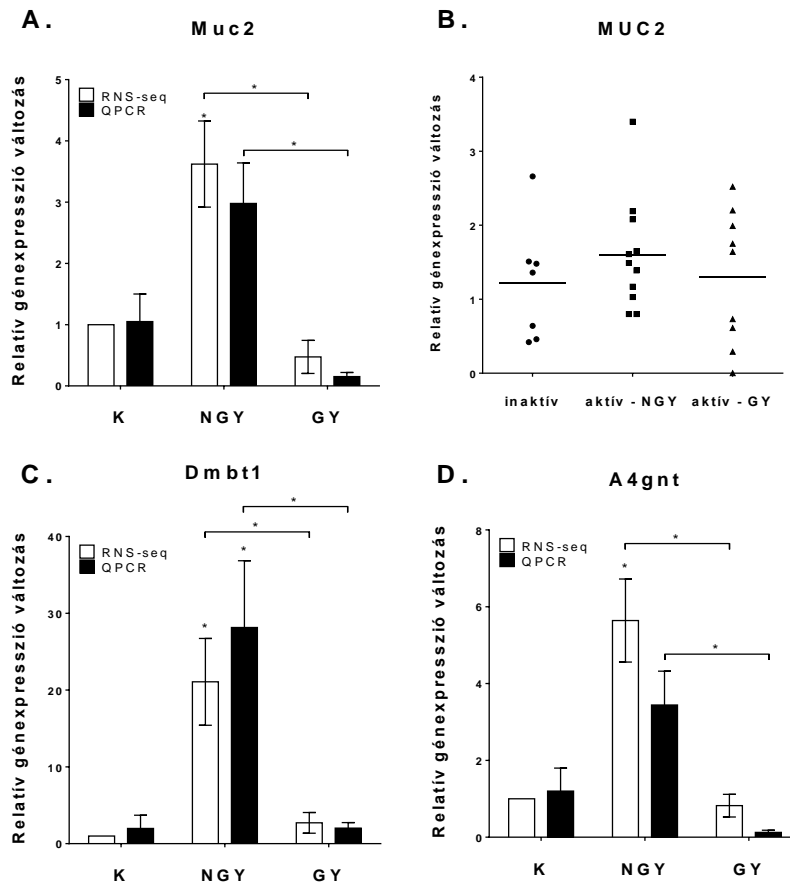 A.
Muc2
Relatív génexpresszió változás
5
4
3
2
1
0
RNS-seq
QPCR
*
*
*
K
NGY
GY
B.
MUC2
Relatív génexpresszió változás
4
3
2
1
0
inaktív
aktív - NGY
aktív - GY
C.
Dmbt1
Relatív génexpresszió változás
40
30
20
10
0
RNS-seq
QPCR
*
*
*
*
K
NGY
GY
D.
A4gnt
Relatív génexpresszió változás
8
6
4
2
0
RNS-seq
QPCR
*
*
*
K
NGY
GY